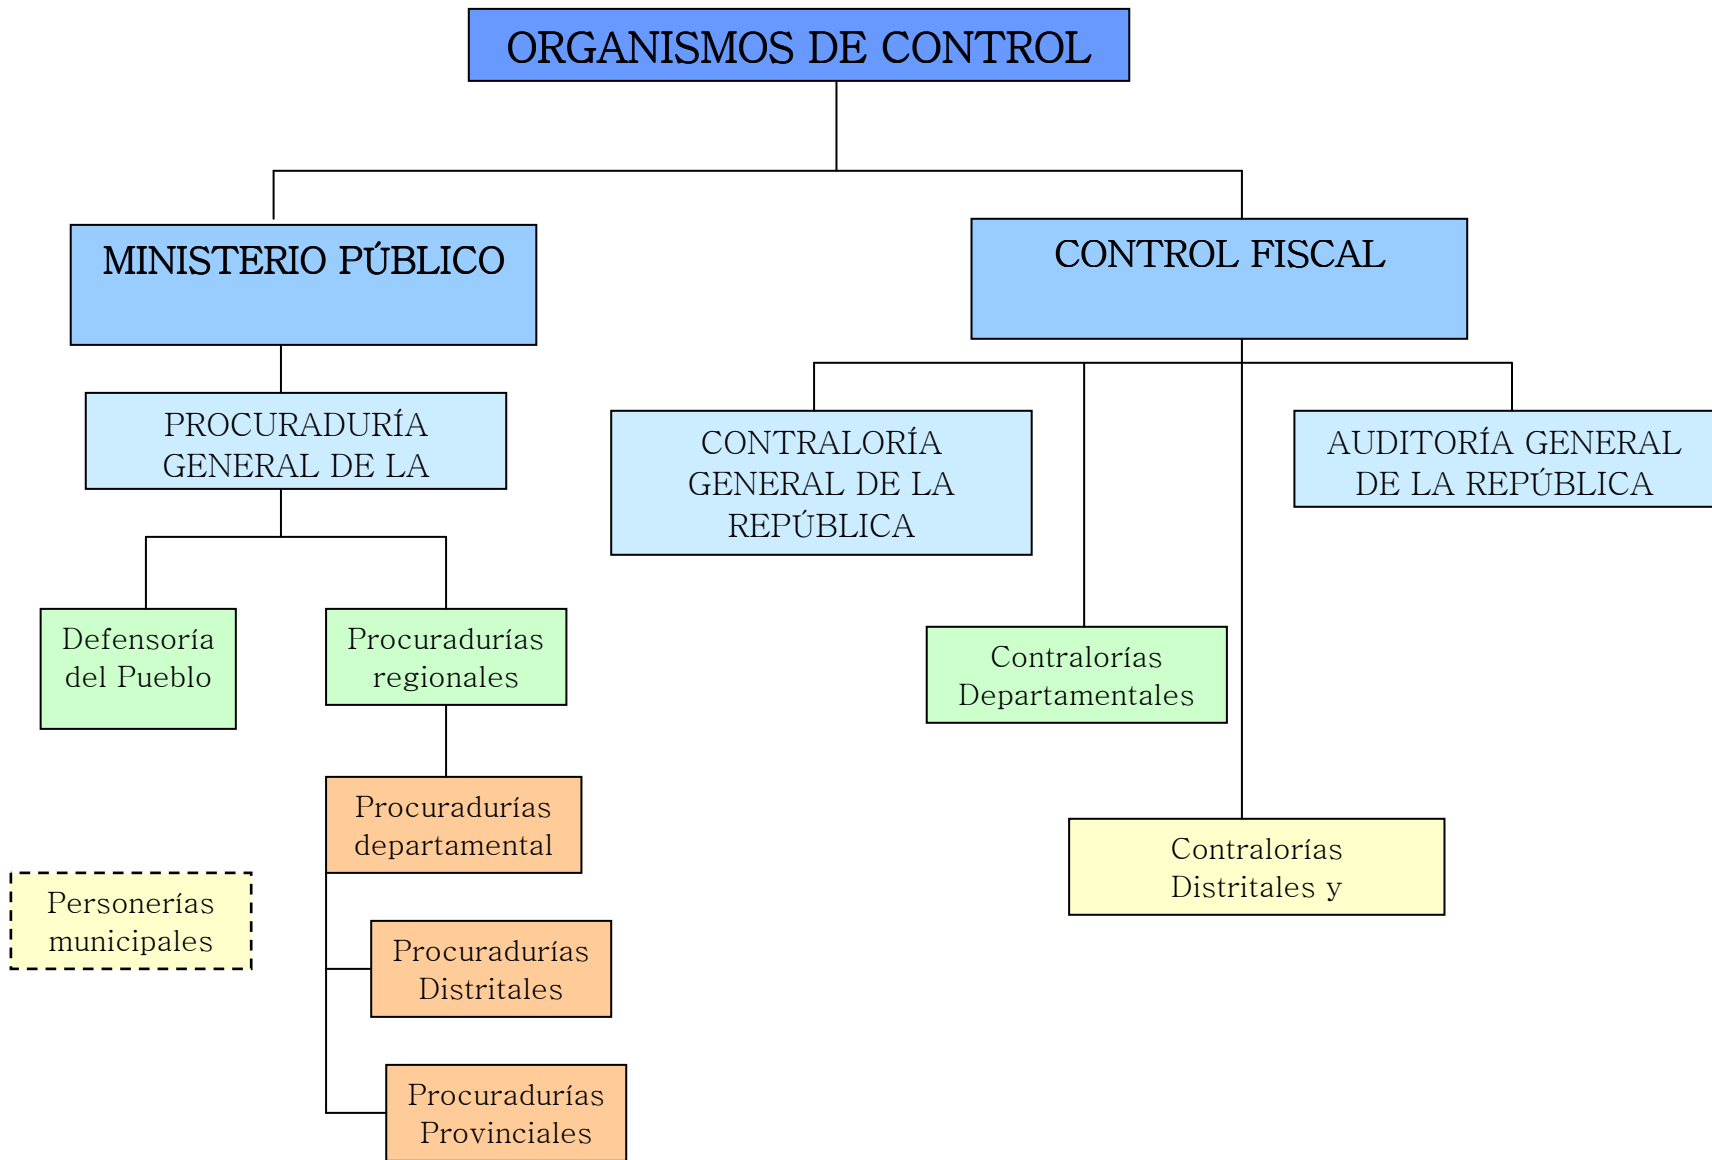 ORGANISMOS DE CONTROL
MINISTERIO PÚBLICO
CONTROL FISCAL
PROCURADURÍA
GENERAL DE LA
CONTRALORÍA
GENERAL DE LA
REPÚBLICA
AUDITORÍA GENERAL
DE LA REPÚBLICA
Defensoría
del Pueblo
Procuradurías
regionales
Contralorías
Departamentales
Procuradurías
departamental
Contralorías
Distritales y
Personerías
municipales
Procuradurías
Distritales
Procuradurías
Provinciales